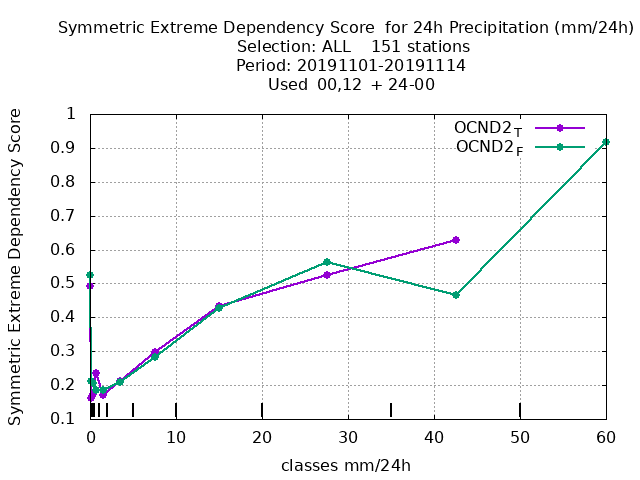 Symmetric Extreme Dependency Score  for 24h Precipitation (mm/24h)
Selection: ALL    151 stations
Period: 20191101-20191114
Used  00,12  + 24-00
Symmetric Extreme Dependency Score
1
0.9
0.8
0.7
0.6
0.5
0.4
0.3
0.2
0.1
OCND2T
OCND2F
0 10 20 30 40 50 60
classes mm/24h